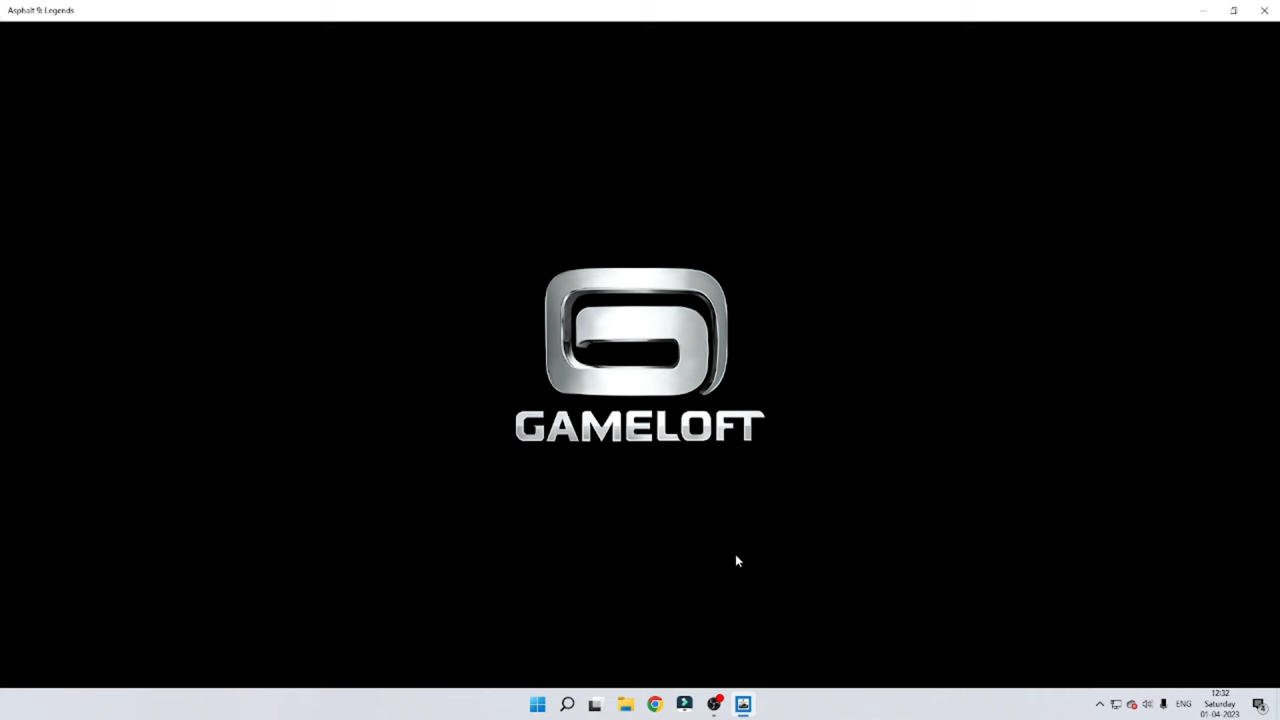 Asphalt 9: Legends
GAMELOFT
ENG
12:32
Saturday
01-04-2023